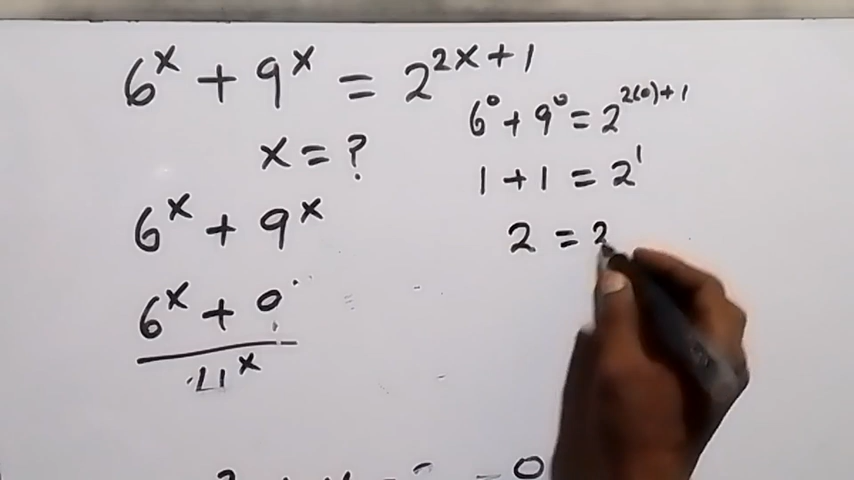 6^x + 9^x = 2^{2x+1}
x = ?
6^x + 9^x
6^x +
6^0 + 9^0 = 2^{2(0)+1}
1 + 1 = 2^1
2 = 2